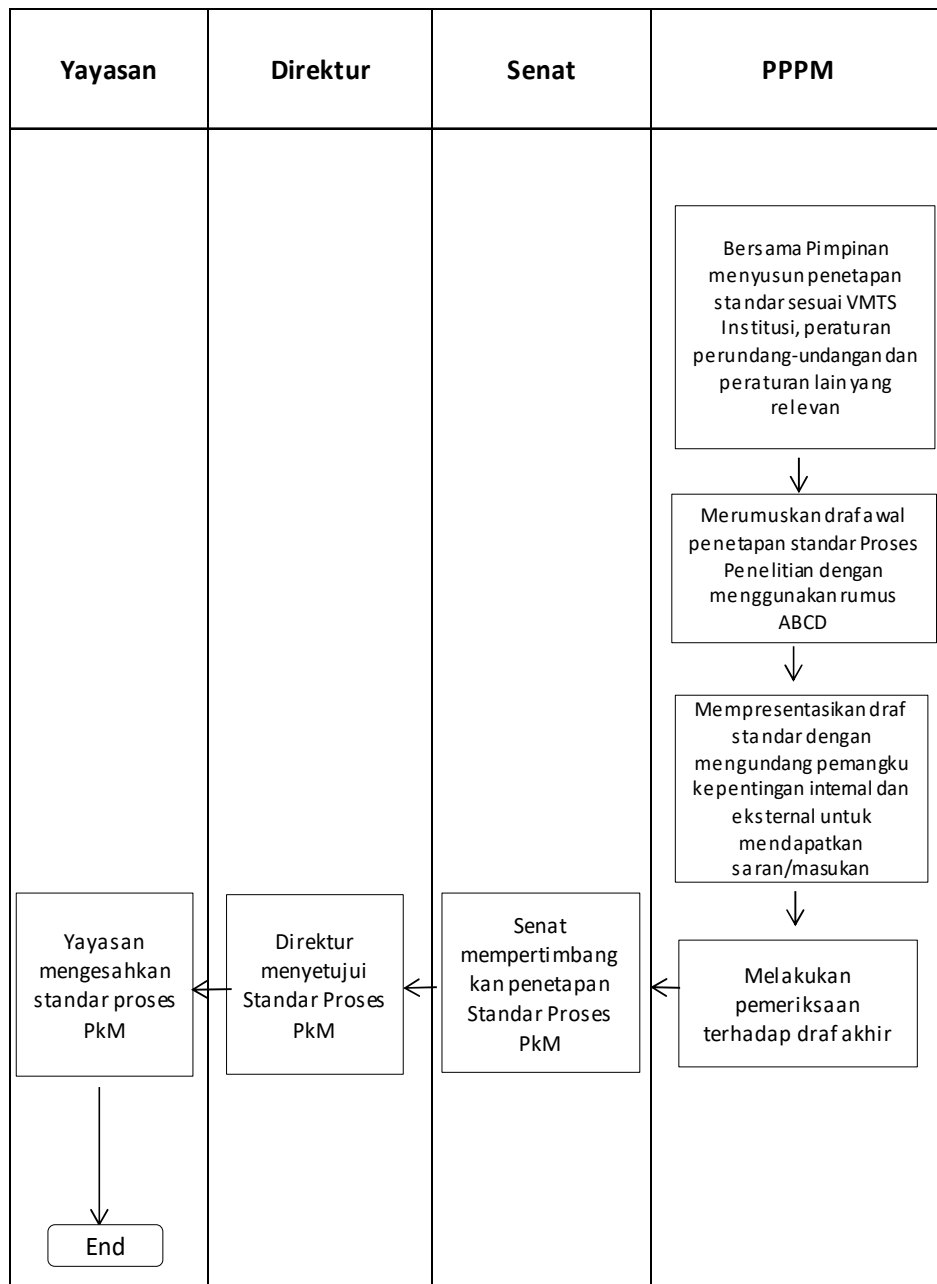 Yayasan
Direktur
Senat
PPPM
Bersama Pimpinan
menyusun penetapan
standar sesuai VMTS
Institusi, peraturan
perundang-undangan dan
peraturan lain yang
relevan
Merumuskan draf awal
penetapan standar Proses
Penelitian dengan
menggunakan rumus
ABCD
Mempresentasikan draf
standar dengan
mengundang pemangku
kepentingan internal dan
eksternal untuk
mendapatkan
saran/masukan
Melakukan
pemeriksaan
terhadap draf akhir
Senat
mempertimbang
kan penetapan
Standar Proses
PkM
Direktur
menyetujui
Standar Proses
PkM
Yayasan
mengesahkan
standar proses
PkM
End